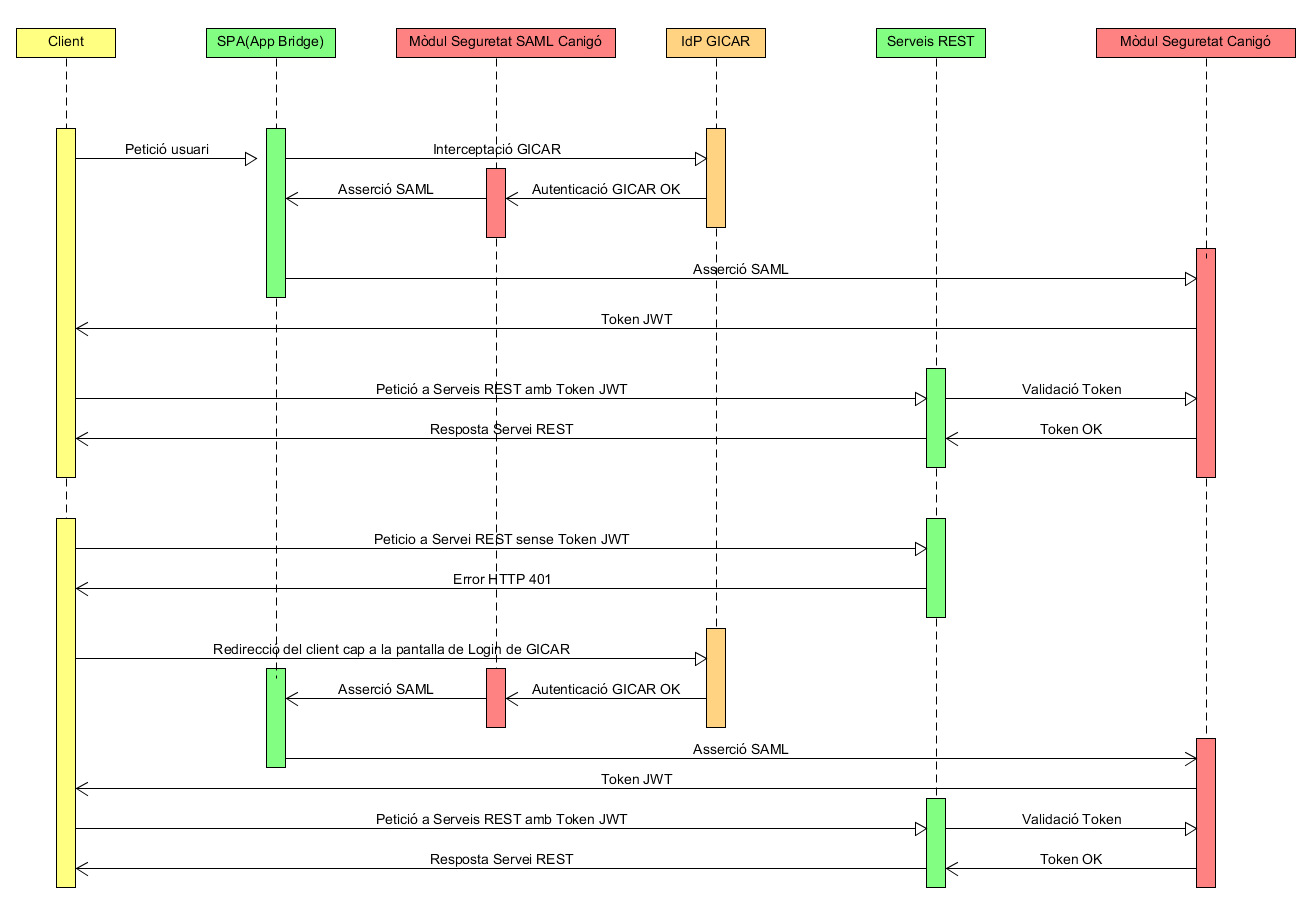 Client
SPA(App Bridge)
Mòdul Seguretat SAML Canigó
IdP GICAR
Serveis REST
Mòdul Seguretat Canigó
Petició usuari
Interceptació GICAR
Asserció SAML
Autenticació GICAR OK
Asserció SAML
Token JWT
Petició a Serveis REST amb Token JWT
Validació Token
Resposta Servei REST
Token OK
Peticio a Servei REST sense Token JWT
Error HTTP 401
Redirecció del client cap a la pantalla de Login de GICAR
Asserció SAML
Autenticació GICAR OK
Asserció SAML
Token JWT
Petició a Serveis REST amb Token JWT
Validació Token
Resposta Servei REST
Token OK